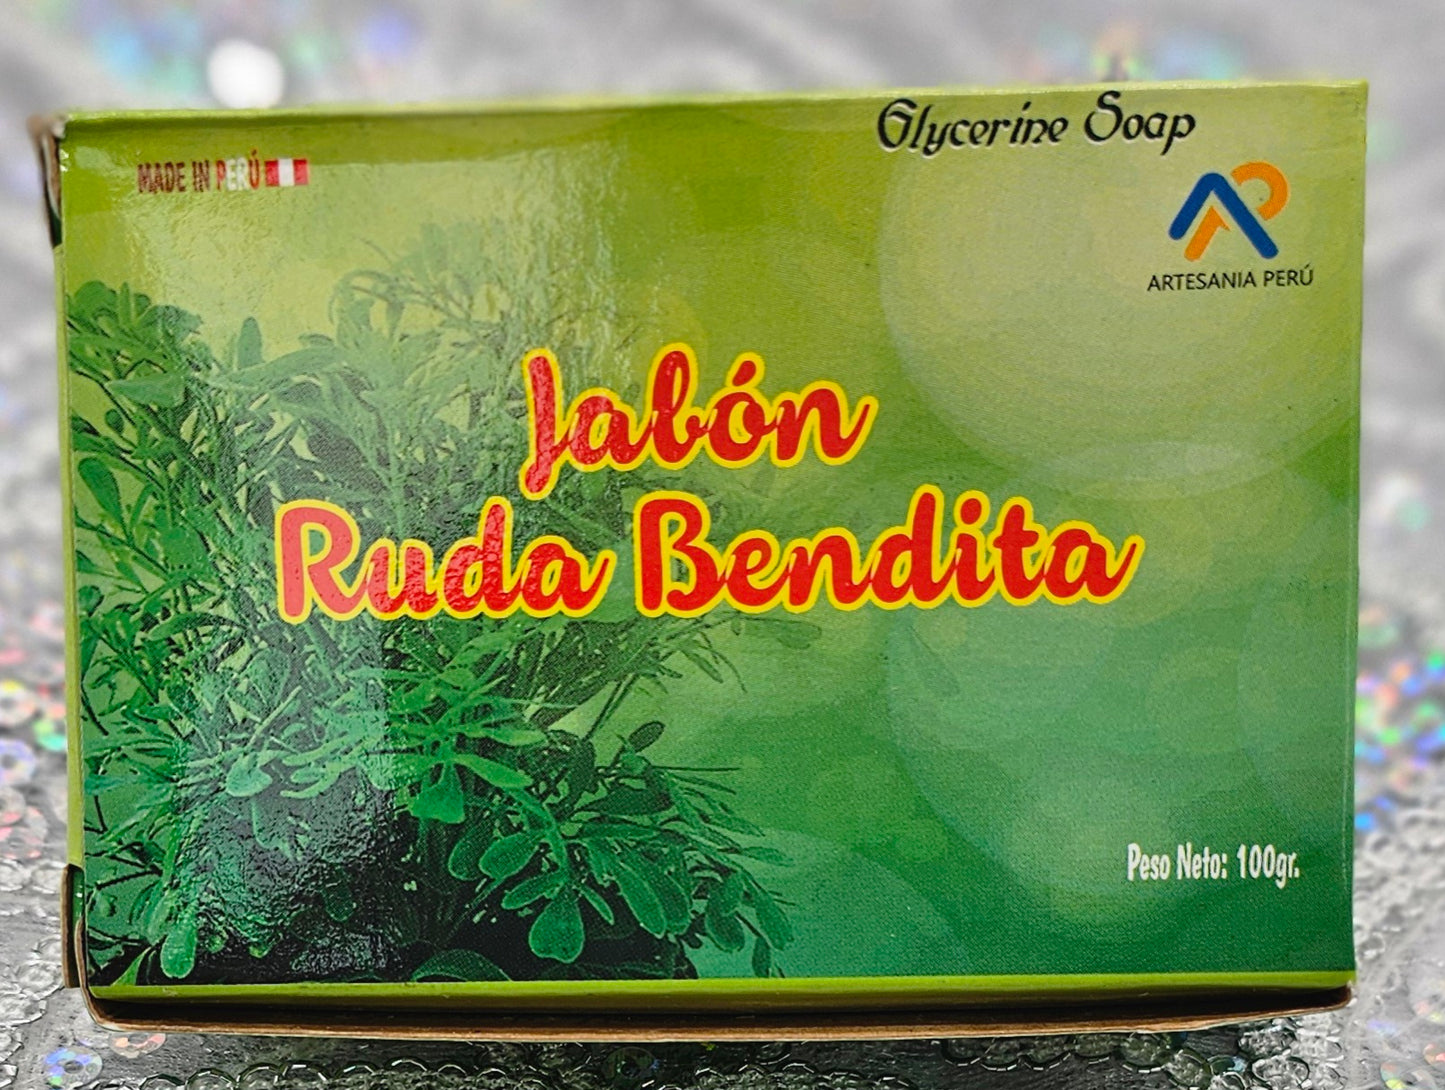 Glycerine Soap
MADE IN PERÚ
ARTESANIA PERÚ
Jabón
Ruda Bendita
Peso Neto: 100gr.